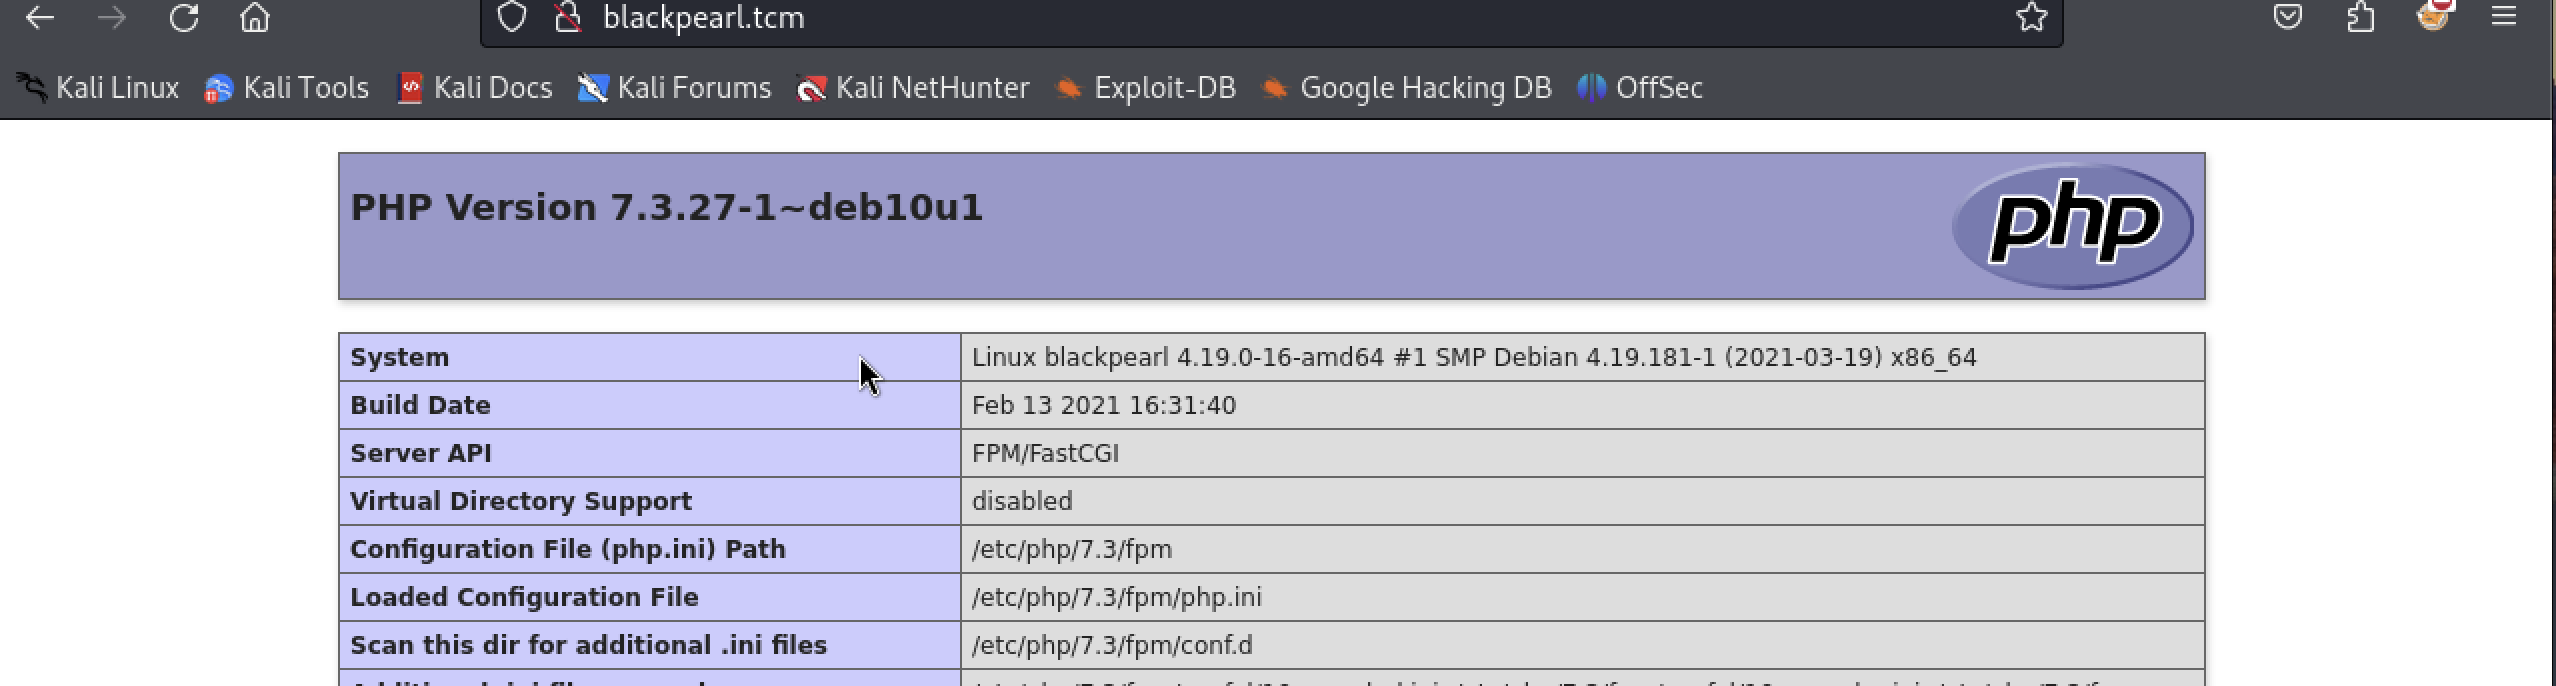 blackpearl.tcm
Kali Linux Kali Tools Kali Docs Kali Forums Kali NetHunter Exploit-DB Google Hacking DB OffSec
PHP Version 7.3.27-1~deb10u1
php
System Linux blackpearl 4.19.0-16-amd64 #1 SMP Debian 4.19.181-1 (2021-03-19) x86_64
Build Date Feb 13 2021 16:31:40
Server API FPM/FastCGI
Virtual Directory Support disabled
Configuration File (php.ini) Path /etc/php/7.3/fpm
Loaded Configuration File /etc/php/7.3/fpm/php.ini
Scan this dir for additional .ini files /etc/php/7.3/fpm/conf.d